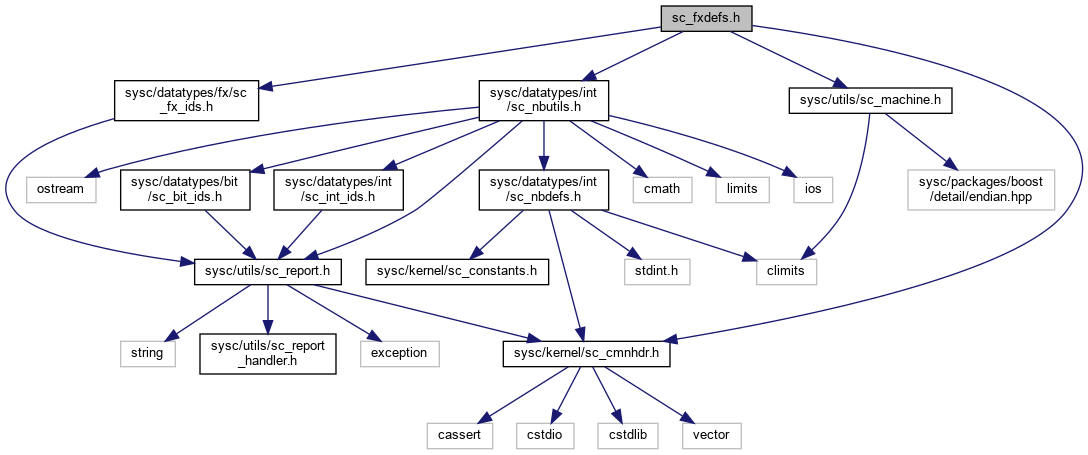 sc_fxdefs.h
sysc/datatypes/fx/sc
_fx_ids.h
sysc/datatypes/int
/sc_nbutils.h
sysc/utils/sc_machine.h
ostream
sysc/datatypes/bit
/sc_bit_ids.h
sysc/datatypes/int
/sc_int_ids.h
sysc/datatypes/int
/sc_nbdefs.h
cmath
limits
ios
sysc/packages/boost
/detail/endian.hpp
sysc/utils/sc_report.h
sysc/kernel/sc_constants.h
stdint.h
climits
string
sysc/utils/sc_report
_handler.h
exception
sysc/kernel/sc_cmnhdr.h
cassert
cstdio
cstdlib
vector